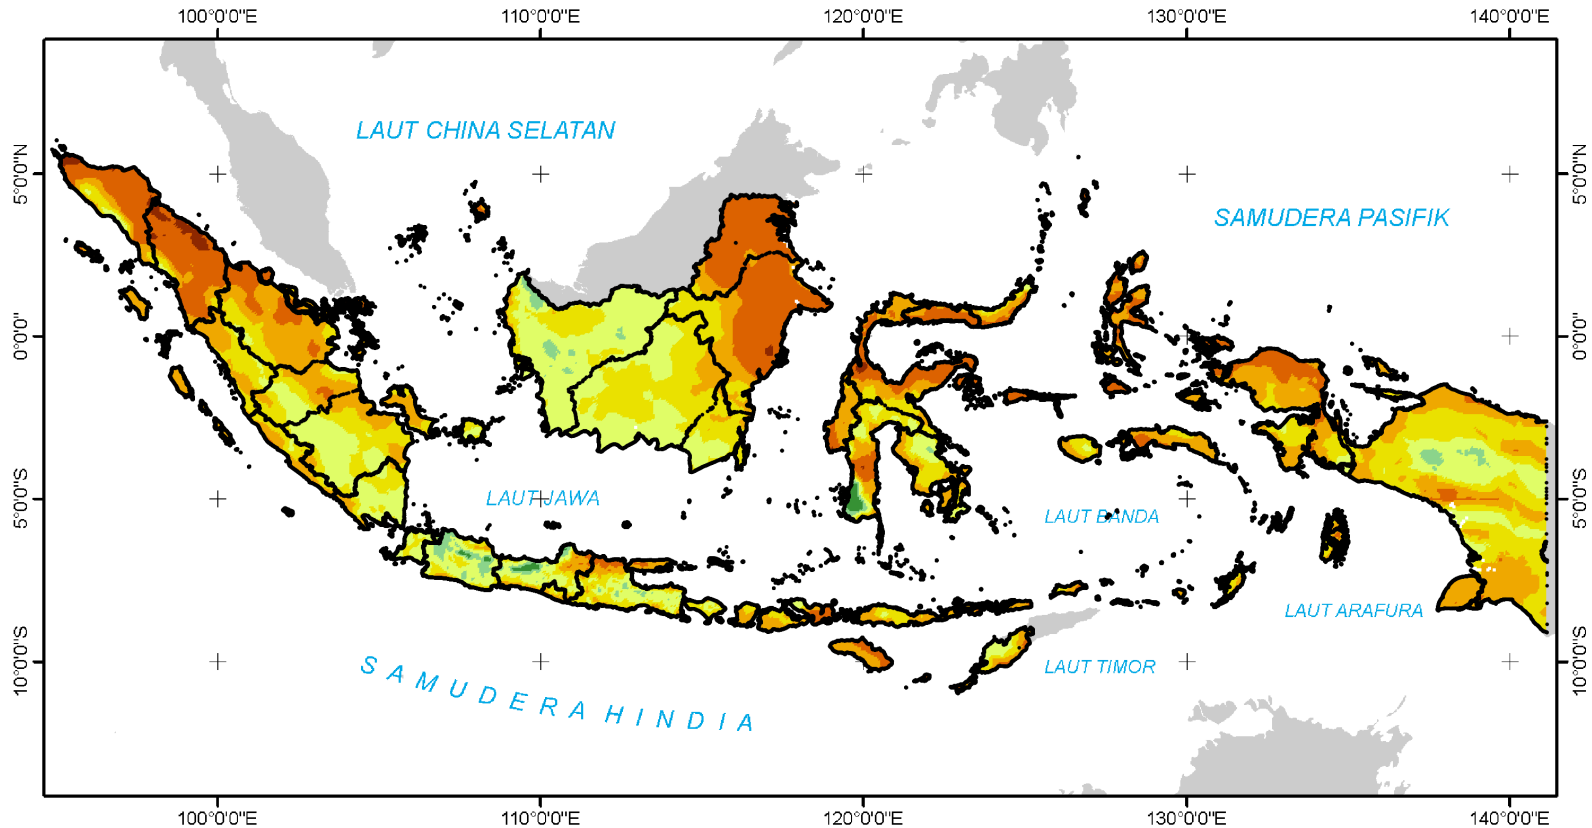 100°0'0"E 110°0'0"E 120°0'0"E 130°0'0"E 140°0'0"E
LAUT CHINA SELATAN
5°0'0"N 5°0'0"N
SAMUDERA PASIFIK
0°0'0" 0°0'0"
5°0'0"S 5°0'0"S
LAUT JAWA
LAUT BANDA
LAUT ARAFURA
10°0'0"S 10°0'0"S
LAUT TIMOR
SAMUDERA HINDIA
100°0'0"E 110°0'0"E 120°0'0"E 130°0'0"E 140°0'0"E